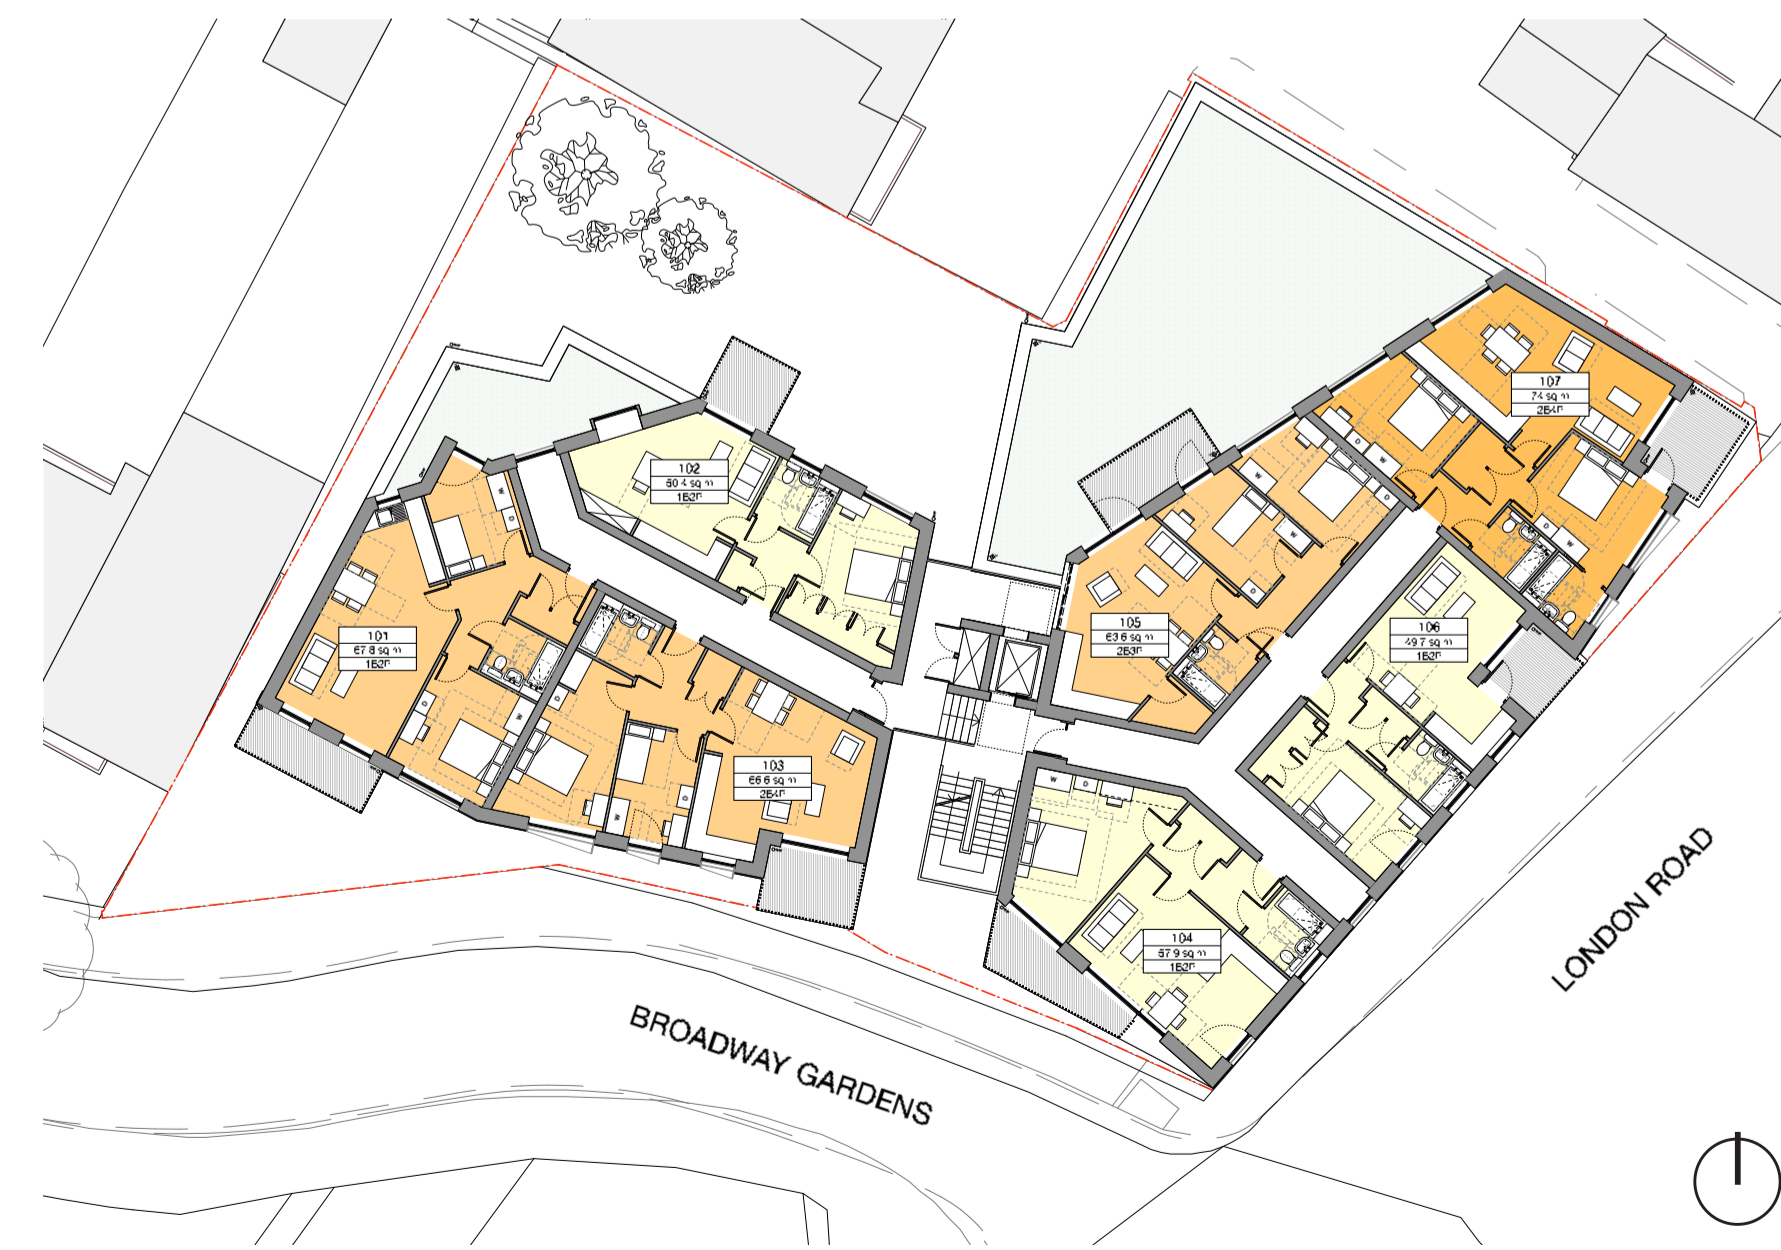 107
74 sq m
2B4P
102
50.4 sq m
1B2P
105
63.6 sq m
2B3P
106
49.7 sq m
1B2P
101
67.8 sq m
103
66.6 sq m
2B4P
104
57.9 sq m
1B2P
LONDON ROAD
BROADWAY GARDENS